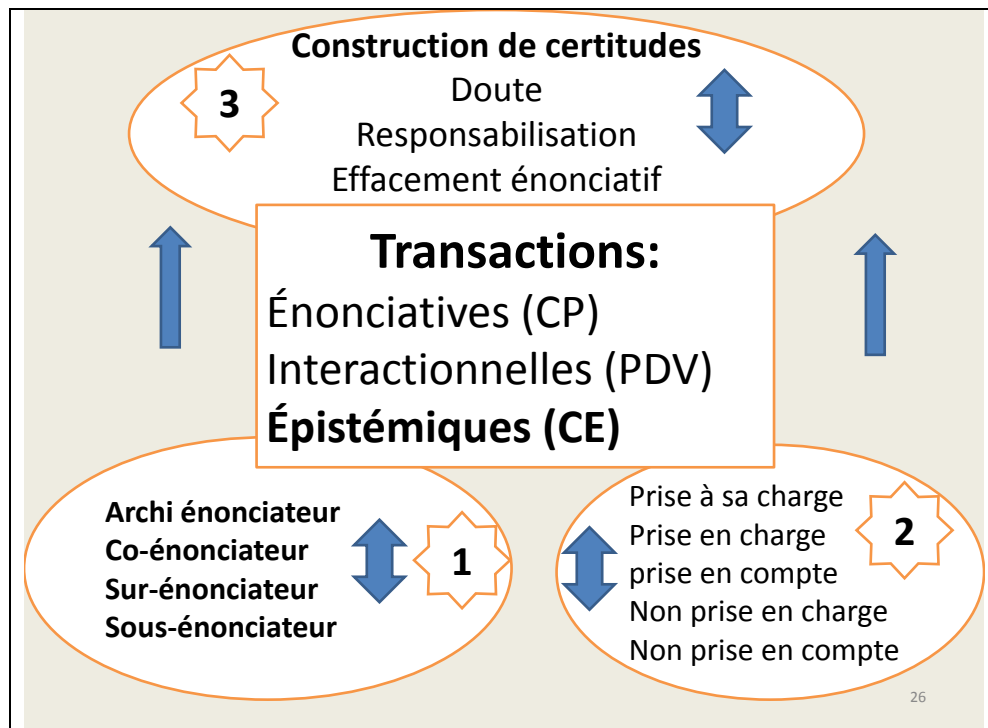 Construction de certitudes
3
Doute
Responsabilisation
Effacement énonciatif
Transactions:
Énonciatives (CP)
Interactionnelles (PDV)
Épistémiques (CE)
Archi énonciateur
Co-énonciateur
Sur-énonciateur
Sous-énonciateur
1
Prise à sa charge
Prise en charge
prise en compte
Non prise en charge
Non prise en compte
2
26